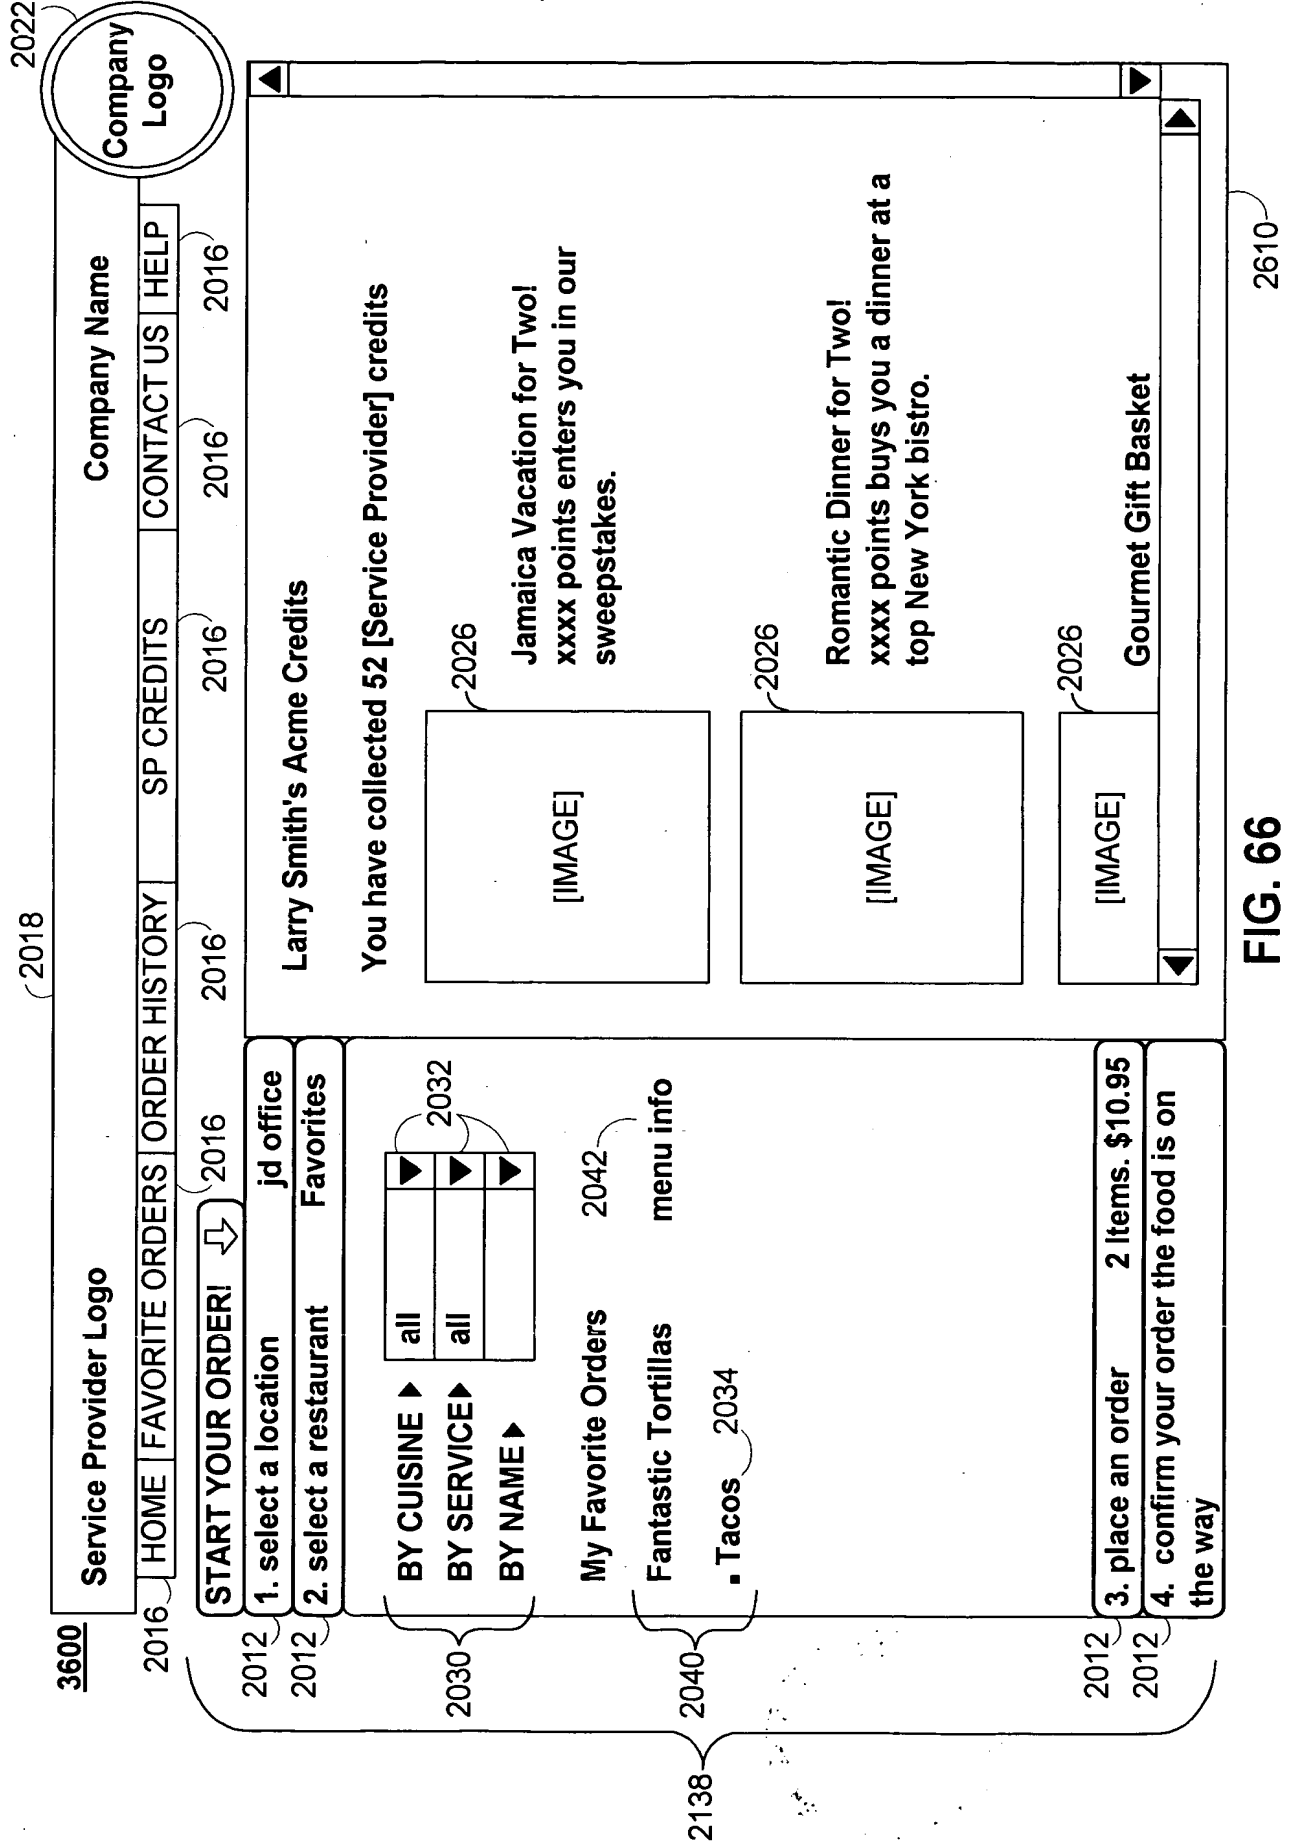 3600
2018
2022
Service Provider Logo
Company Name
Company
Logo
HOME | FAVORITE ORDERS | ORDER HISTORY | SP CREDITS | CONTACT US | HELP
2016
2016
2016
2016
2016
2016
START YOUR ORDER!
2012
1. select a location
jd office
2012
2. select a restaurant
Favorites
2030
BY CUISINE
all
2032
BY SERVICE
all
BY NAME
My Favorite Orders
2042
2040
Fantastic Tortillas
menu info
▪ Tacos
2034
2138
2012
3. place an order
2 Items. $10.95
2012
4. confirm your order the food is on
the way
Larry Smith's Acme Credits
You have collected 52 [Service Provider] credits
2026
[IMAGE]
Jamaica Vacation for Two!
xxxx points enters you in our
sweepstakes.
2026
[IMAGE]
Romantic Dinner for Two!
xxxx points buys you a dinner at a
top New York bistro.
2026
[IMAGE]
Gourmet Gift Basket
2610
FIG. 66